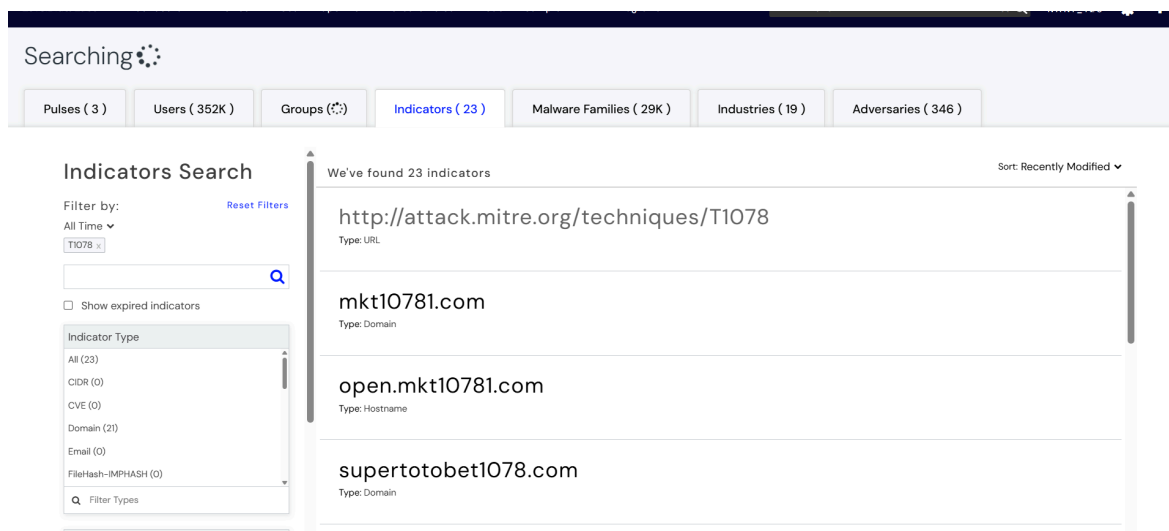 Searching
Pulses ( 3 )
Users ( 352K )
Groups ( )
Indicators ( 23 )
Malware Families ( 29K )
Industries ( 19 )
Adversaries ( 346 )
Indicators Search
Filter by:
Reset Filters
All Time
T1078 x
Show expired indicators
Indicator Type
All (23)
CIDR (0)
CVE (0)
Domain (21)
Email (0)
FileHash-IMPHASH (0)
Filter Types
We've found 23 indicators
Sort: Recently Modified
http://attack.mitre.org/techniques/T1078
Type: URL
mkt10781.com
Type: Domain
open.mkt10781.com
Type: Hostname
supertotobet1078.com
Type: Domain